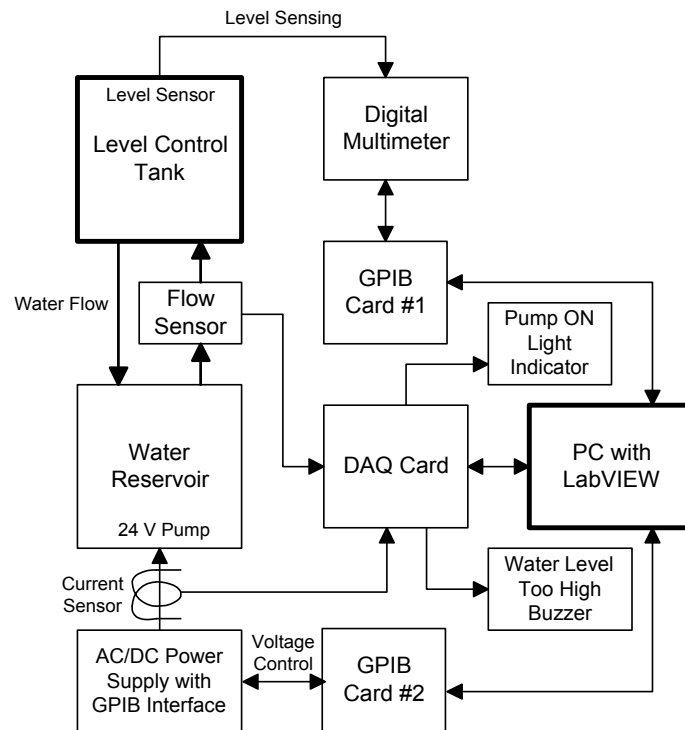 Level Sensing
Level Sensor
Level Control
Tank
Digital
Multimeter
Water Flow
Flow
Sensor
GPIB
Card #1
Pump ON
Light
Indicator
Water
Reservoir
24 V Pump
DAQ Card
PC with
LabVIEW
Current
Sensor
Water Level
Too High
Buzzer
AC/DC Power
Supply with
GPIB Interface
Voltage
Control
GPIB
Card #2